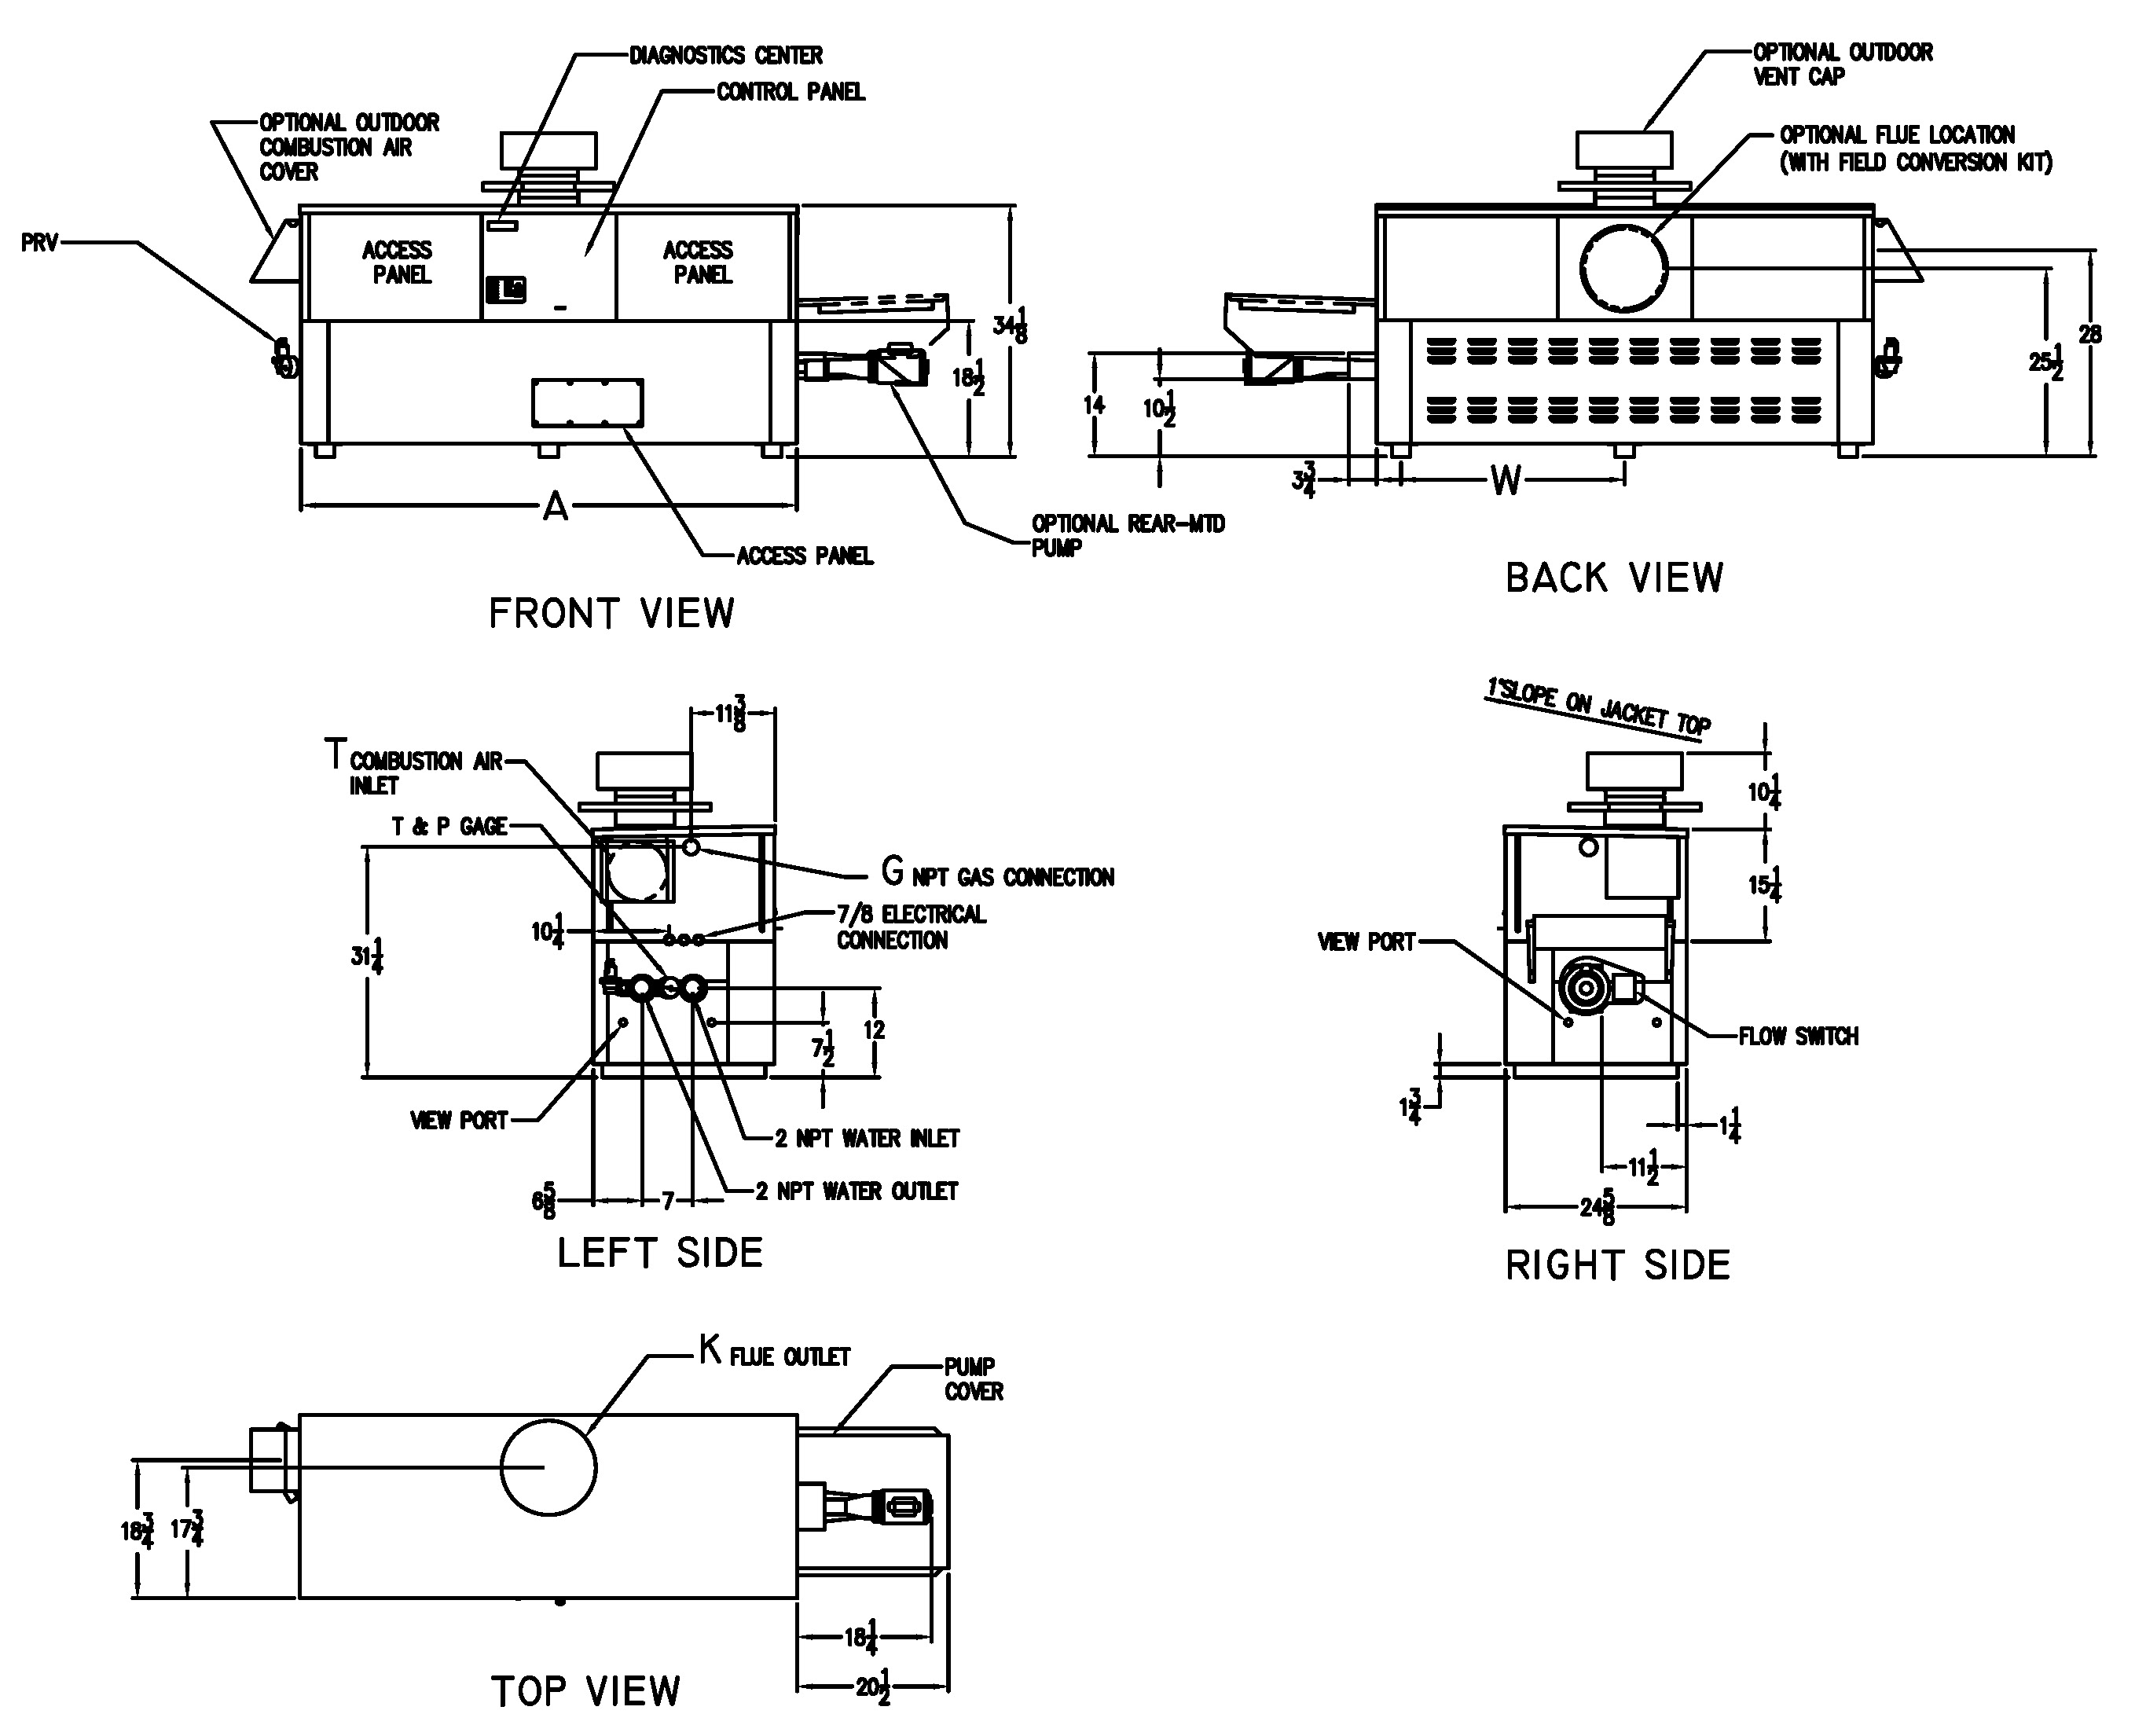 DIAGNOSTICS CENTER
CONTROL PANEL
OPTIONAL OUTDOOR
COMBUSTION AIR
COVER
PRV
ACCESS
PANEL
ACCESS
PANEL
34 1/8
18 1/2
A
OPTIONAL REAR-MTD
PUMP
ACCESS PANEL
FRONT VIEW
OPTIONAL OUTDOOR
VENT CAP
OPTIONAL FLUE LOCATION
(WITH FIELD CONVERSION KIT)
28
25 1/2
14
10 1/2
3 3/4
W
BACK VIEW
11 3/8
T COMBUSTION AIR
INLET
T & P GAGE
G NPT GAS CONNECTION
7/8 ELECTRICAL
CONNECTION
10 1/4
31 1/4
12
7 1/2
VIEW PORT
2 NPT WATER INLET
2 NPT WATER OUTLET
6 5/8
7
LEFT SIDE
1"SLOPE ON JACKET TOP
10 1/4
15 1/4
VIEW PORT
FLOW SWITCH
1 3/4
1 1/4
11 1/2
24 5/8
RIGHT SIDE
K FLUE OUTLET
PUMP
COVER
18 3/4
17 3/4
18 1/4
20 1/2
TOP VIEW